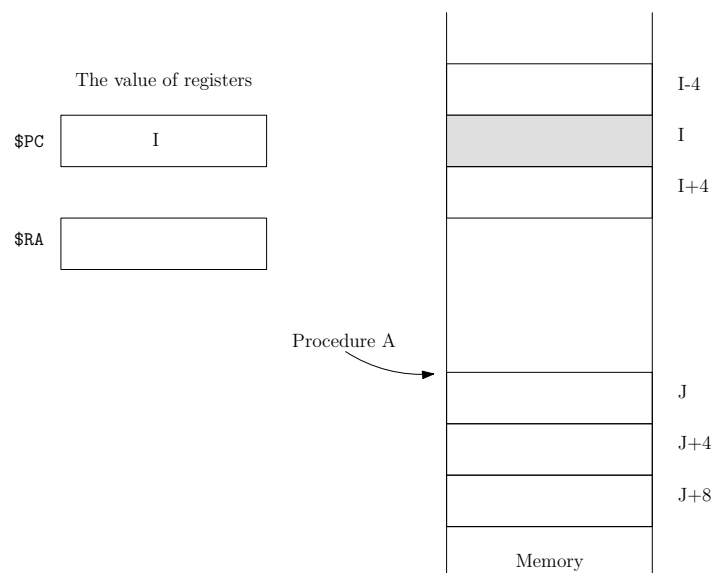 The value of registers
$PC
I
$RA
Procedure A
I-4
I
I+4
J
J+4
J+8
Memory